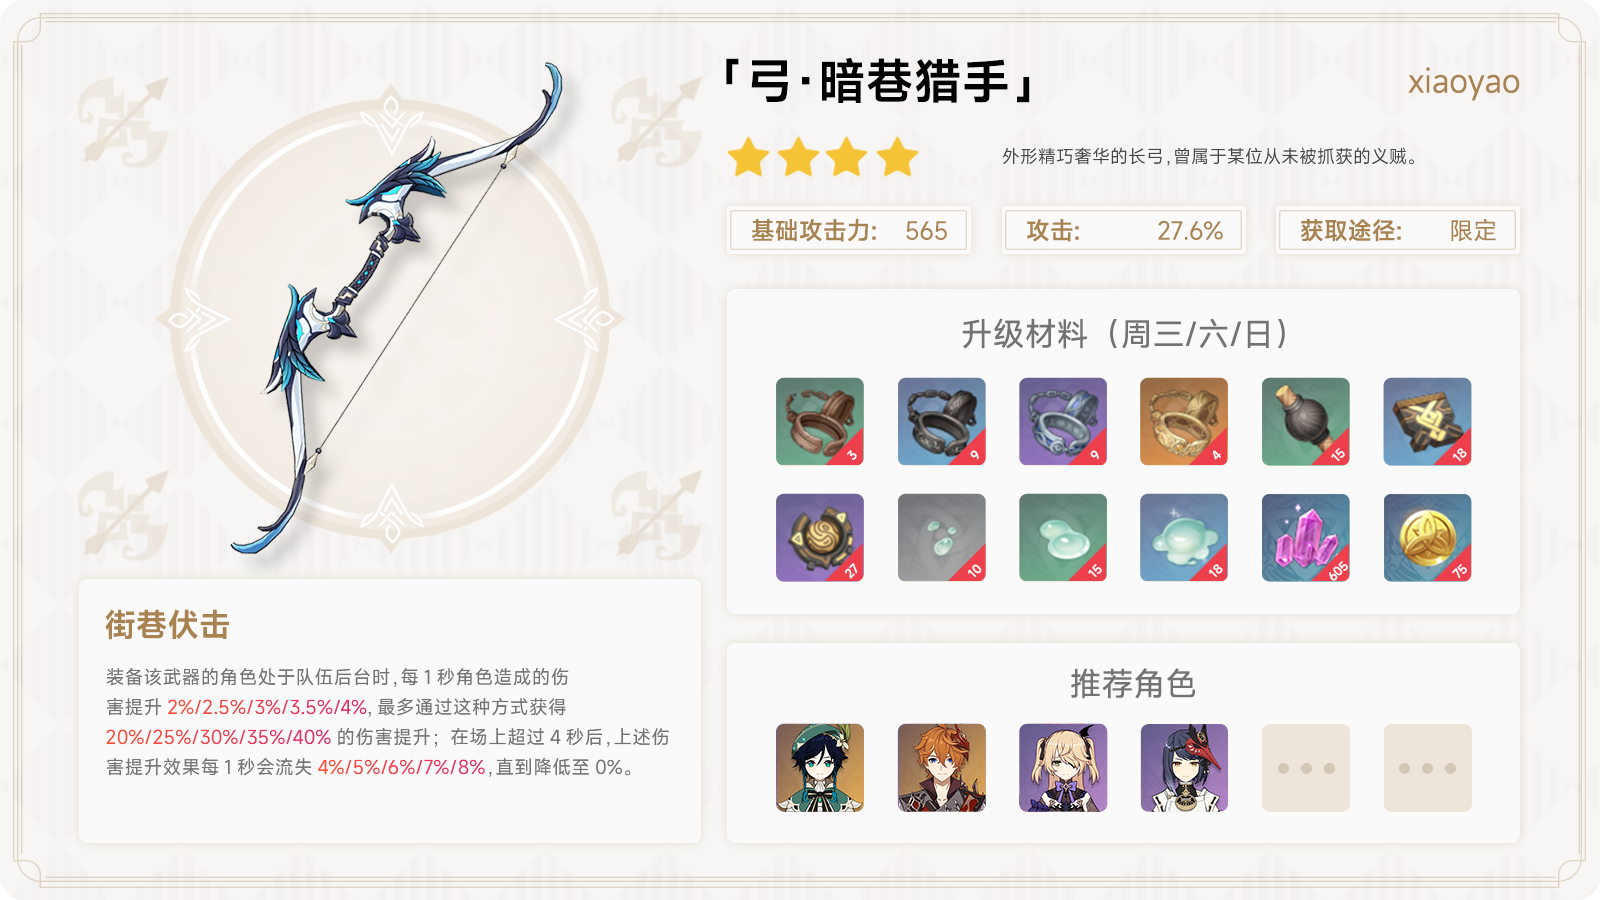 「弓·暗巷猎手」
xiaoyao
外形精巧奢华的长弓,曾属于某位从未被抓获的义贼。
基础攻击力: 565
攻击: 27.6%
获取途径: 限定
升级材料（周三/六/日）
3
9
9
4
15
18
27
10
15
18
605
75
街巷伏击
装备该武器的角色处于队伍后台时,每 1 秒角色造成的伤
害提升 2%/2.5%/3%/3.5%/4%, 最多通过这种方式获得
20%/25%/30%/35%/40% 的伤害提升；在场上超过 4 秒后,上述伤
害提升效果每 1 秒会流失 4%/5%/6%/7%/8%,直到降低至 0%。
推荐角色